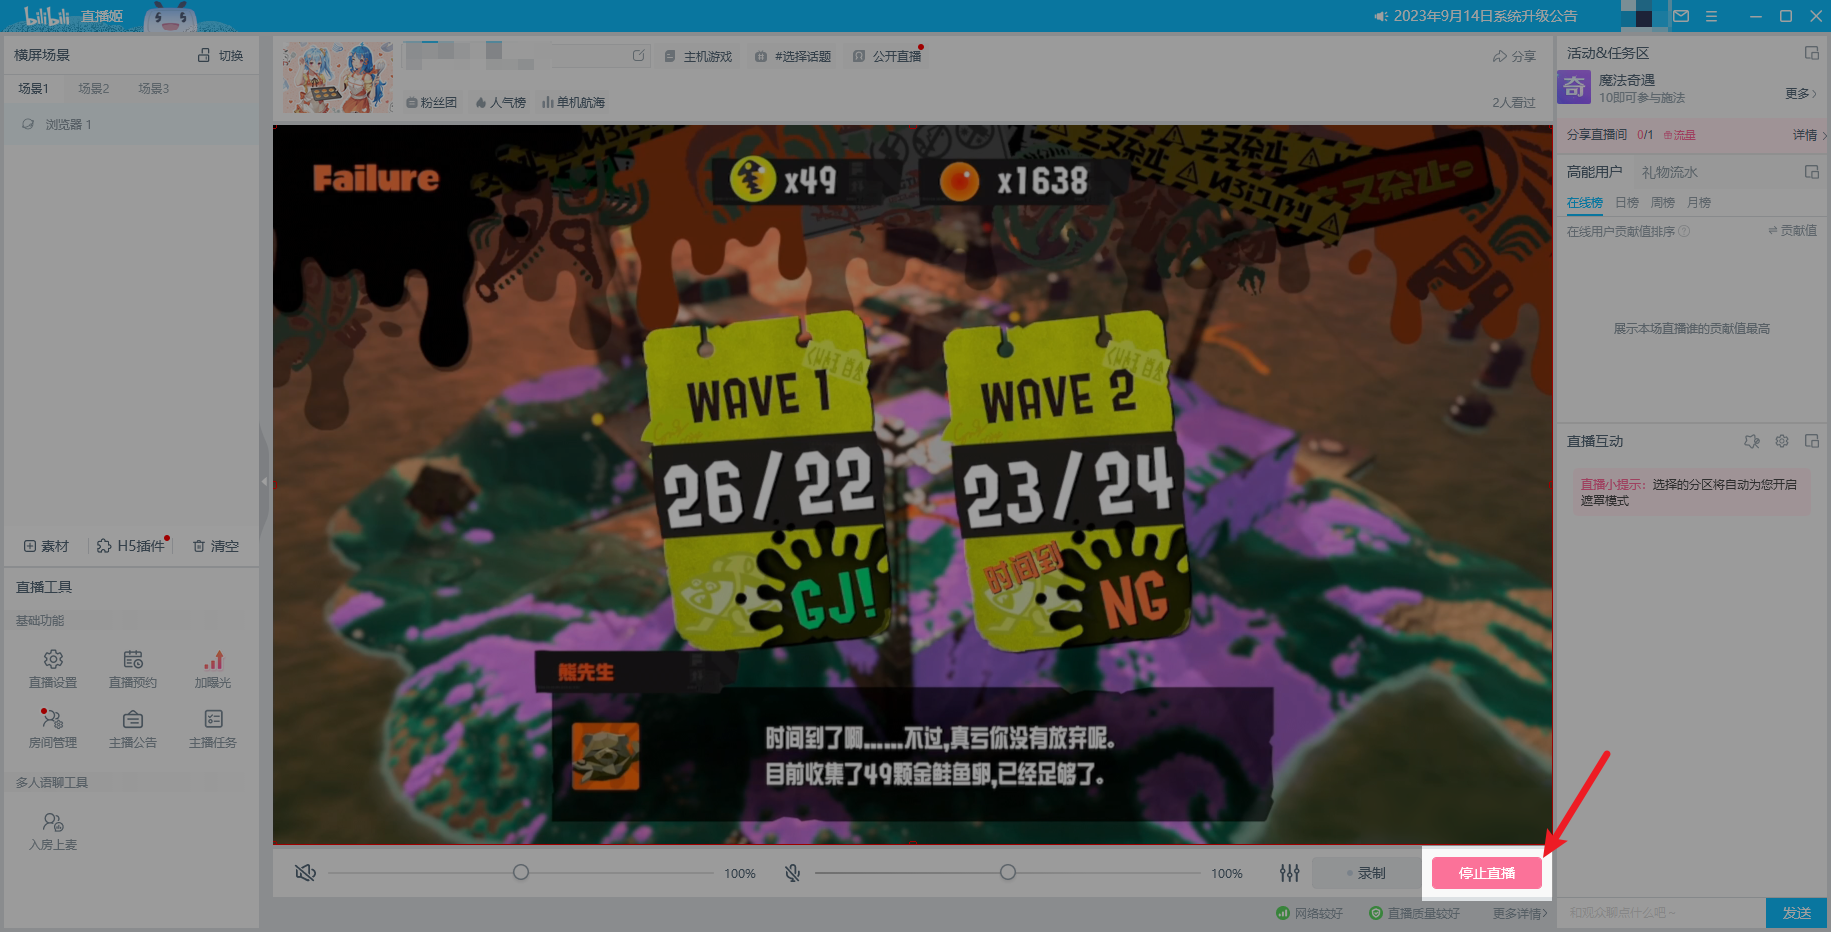 bilibili 直播姬
2023年9月14日系统升级公告
横屏场景
切换
场景1 场景2 场景3
浏览器 1
素材
H5插件
清空
直播工具
基础功能
直播设置 直播预约 加曝光
房间管理 主播公告 主播任务
多人语聊工具
入房上麦
主机游戏 #选择话题 公开直播
分享
粉丝团 人气榜 单机航海
2人看过
Failure
x49
x1638
WAVE 1
26/22
GJ!
WAVE 2
23/24
时间到
NG
熊先生
时间到了啊……不过,真亏你没有放弃呢。
目前收集了49颗金鲑鱼卵,已经足够了。
100%
100%
录制
停止直播
网络较好
直播质量较好
更多详情
活动&任务区
奇
魔法奇遇
10即可参与施法
更多
分享直播间 0/1 流星
详情
高能用户 礼物流水
在线榜 日榜 周榜 月榜
在线用户贡献值排序
贡献值
展示本场直播谁的贡献值最高
直播互动
直播小提示：选择的分区将自动为您开启
遮罩模式
和观众聊点什么吧~
发送